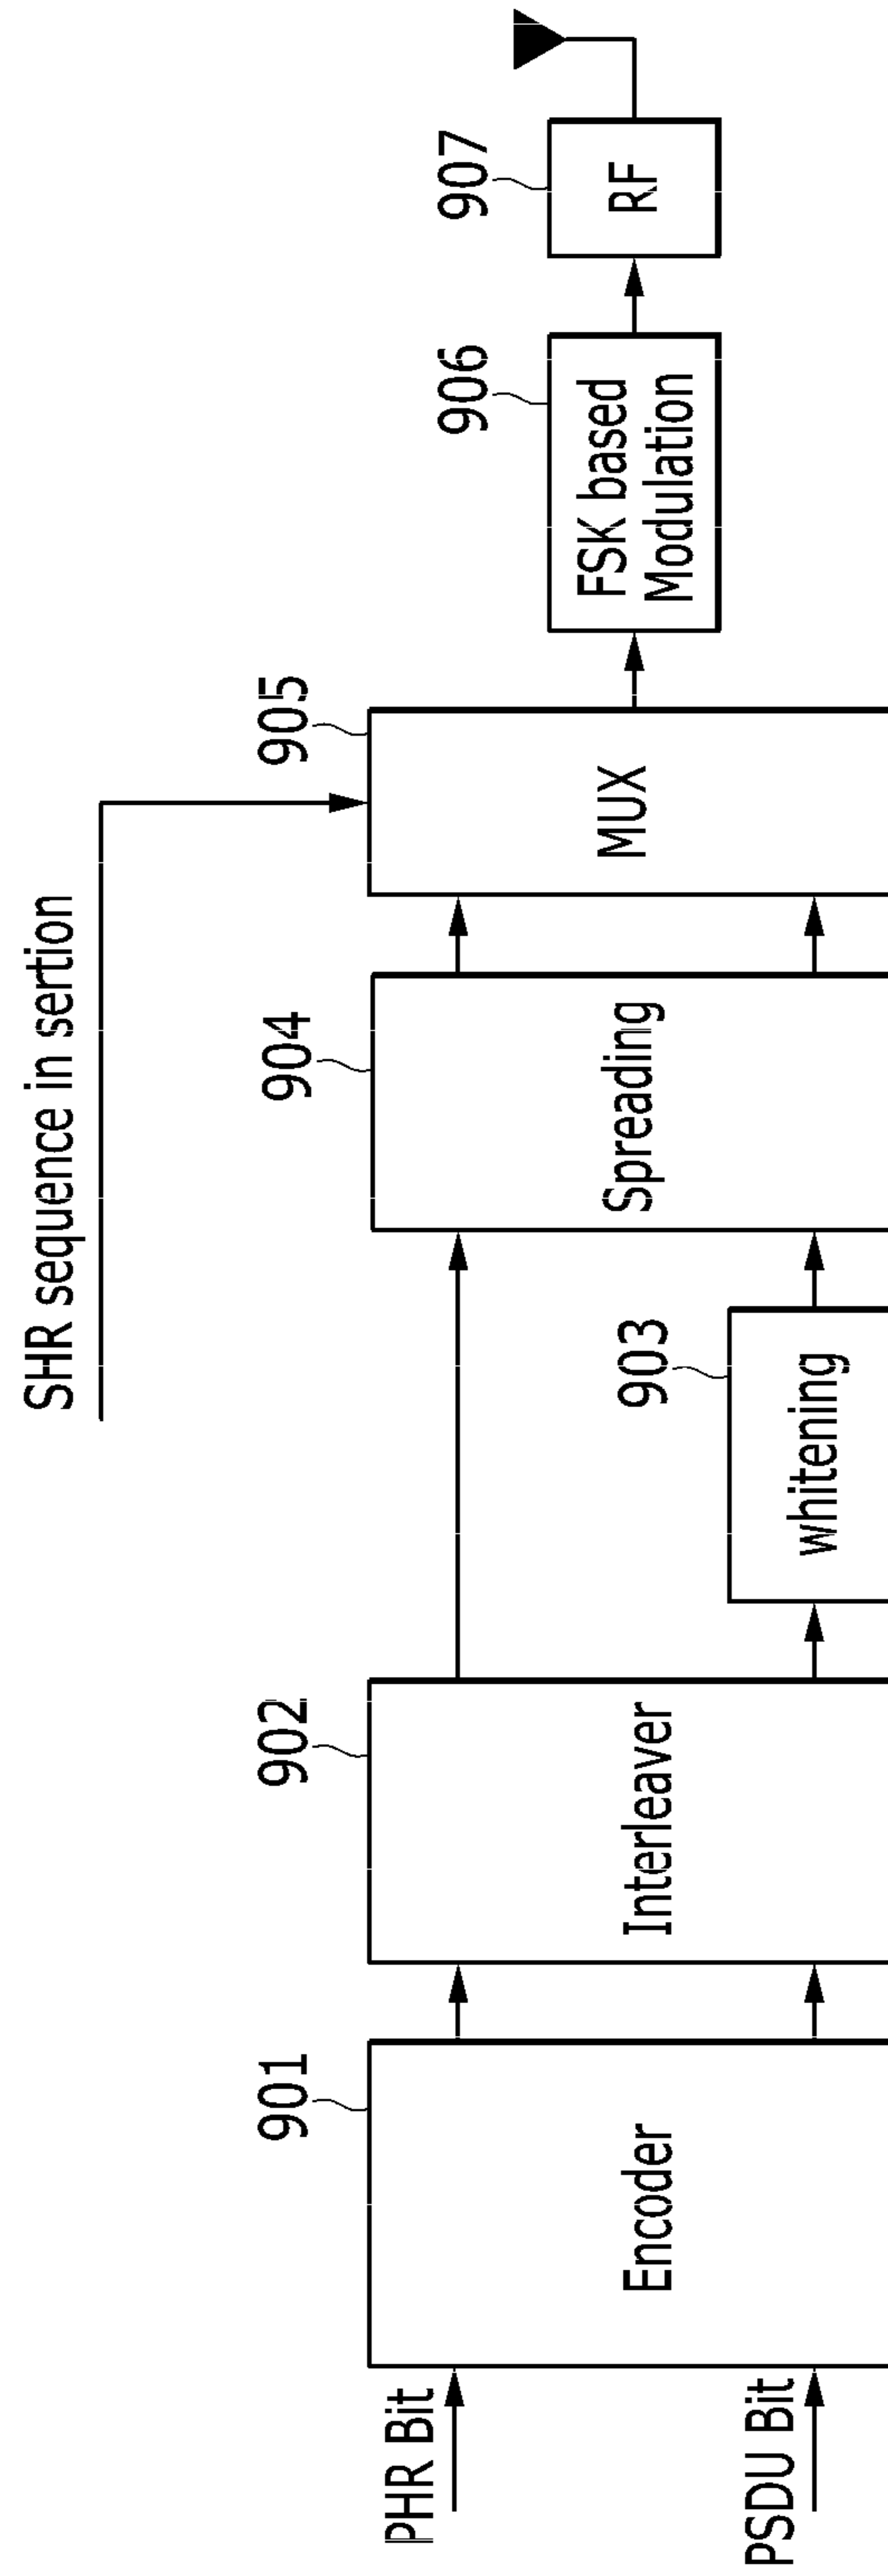 SHR sequence in sertion
901
902
903
904
905
906
907
PHR Bit
PSDU Bit
Encoder
Interleaver
whitening
Spreading
MUX
FSK based
Modulation
RF